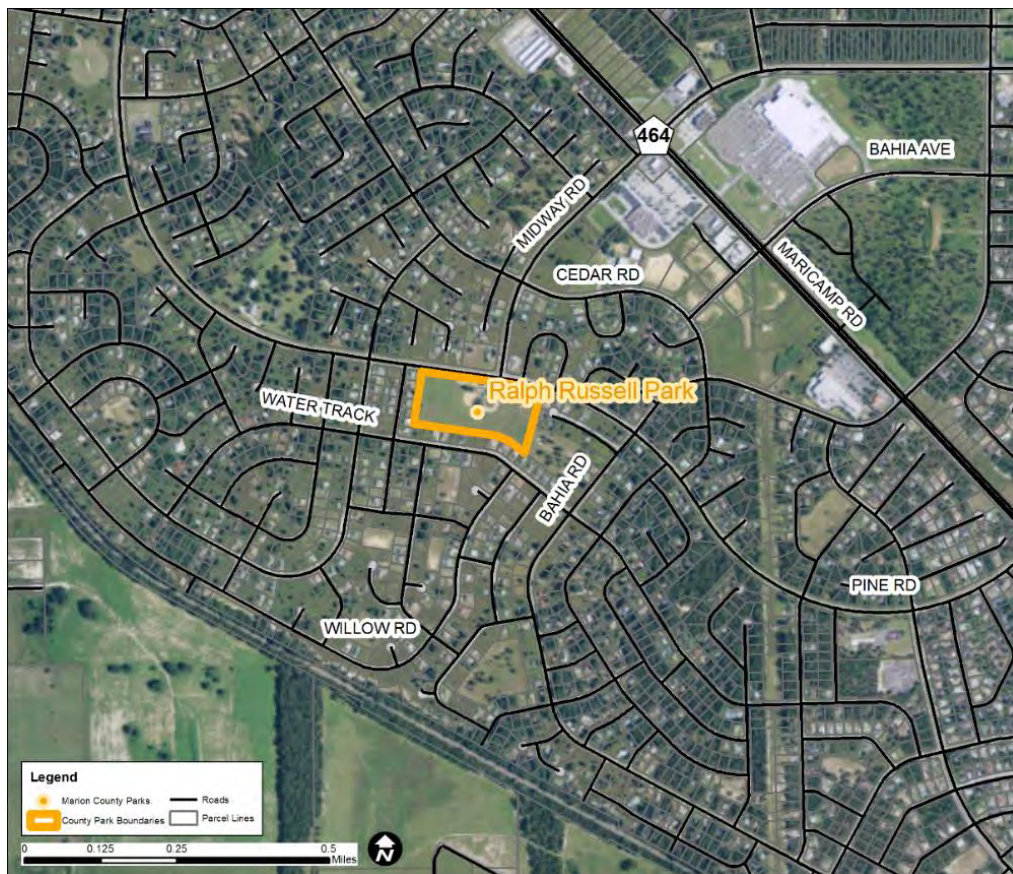 464
BAHIA AVE
MIDWAY RD
CEDAR RD
MARICAMP RD
Ralph Russell Park
WATER TRACK
BAHIA RD
PINE RD
WILLOW RD
Legend
Marion County Parks
Roads
County Park Boundaries
Parcel Lines
0 0.125 0.25 0.5
Miles
N